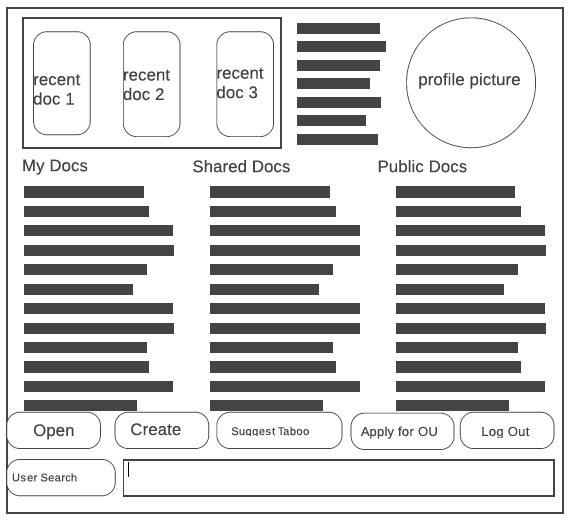 recent
doc 1
recent
doc 2
recent
doc 3
profile picture
My Docs
Shared Docs
Public Docs
Open
Create
Suggest Taboo
Apply for OU
Log Out
User Search